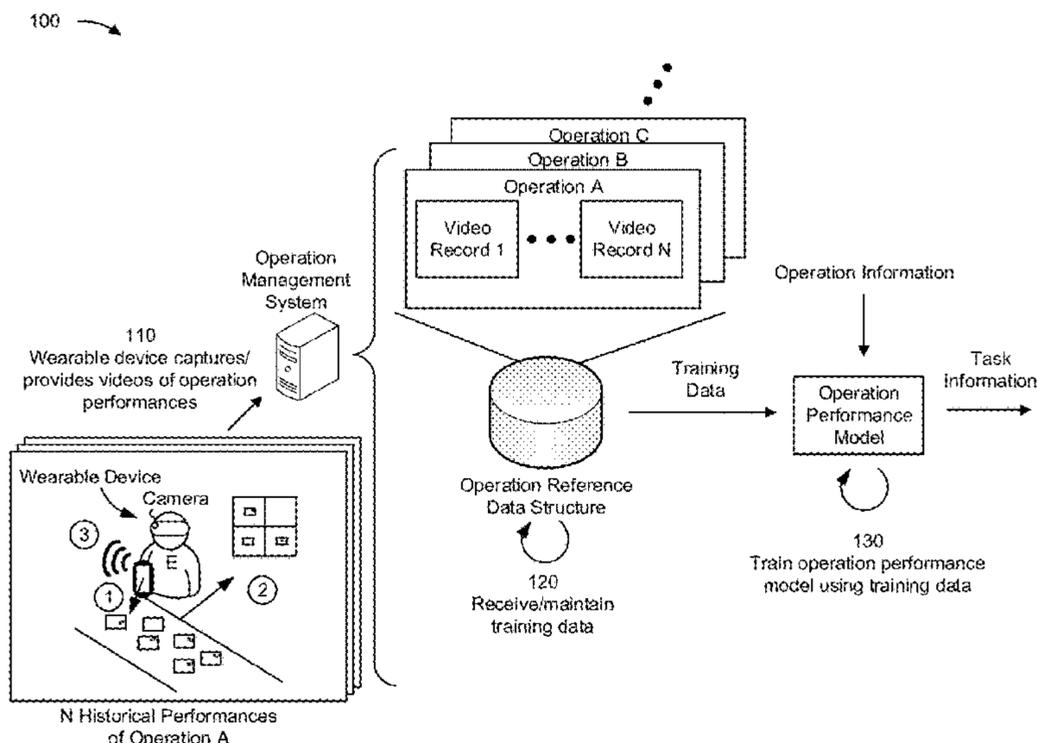 100
Operation C
Operation B
Operation A
Video
Record 1
Video
Record N
Operation
Management
System
Operation Information
110
Wearable device captures/
provides videos of operation
performances
Training
Data
Task
Information
Operation
Performance
Model
Wearable Device
Camera
E
3
1
2
Operation Reference
Data Structure
120
Receive/maintain
training data
130
Train operation performance
model using training data
N Historical Performances
of Operation A